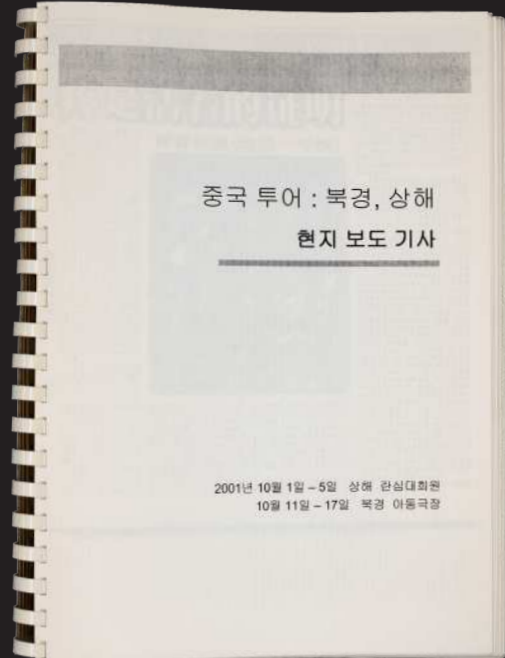 중국 투어 : 북경, 상해
현지 보도 기사
2001년 10월 1일 – 5일 상해 란심대희원
10월 11일 – 17일 북경 아동극장